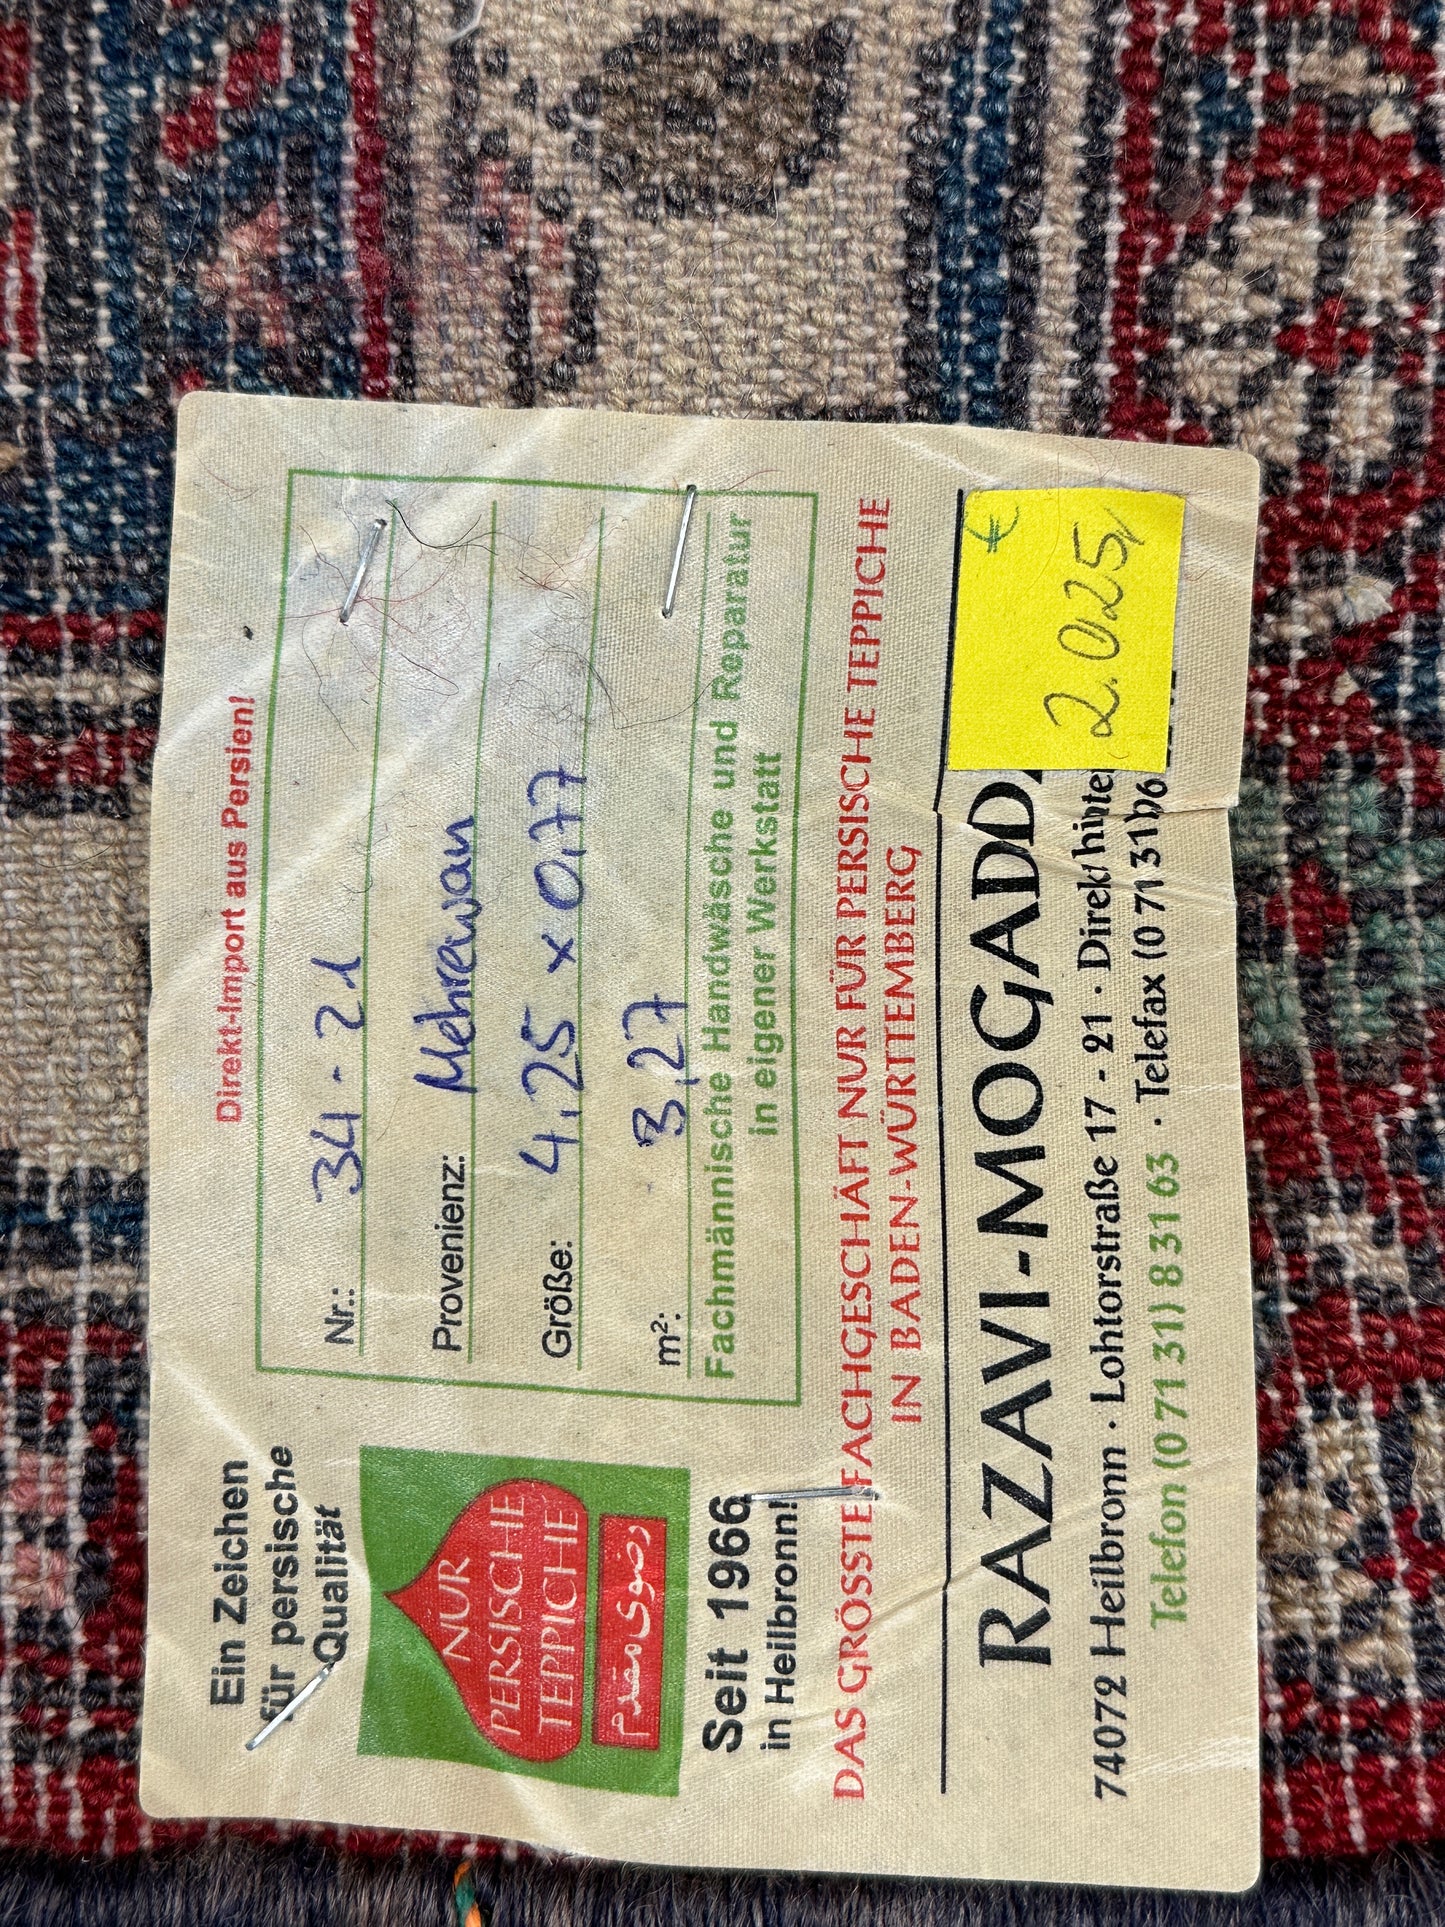 Ein Zeichen
für persische
Qualität
NUR
PERSISCHE
TEPPICHE
رضوی مقدم
Seit 1966
in Heilbronn!
Direkt-Import aus Persien!
Nr.: 34-21
Provenienz: Mehrewan
Größe: 4,25 x 0,77
m²: 3,27
Fachmännische Handwäsche und Reparatur
in eigener Werkstatt
DAS GRÖSSTE FACHGESCHÄFT NUR FÜR PERSISCHE TEPPICHE
IN BADEN-WÜRTTEMBERG
RAZAVI-MOGADD
74072 Heilbronn · Lohtorstraße 17 - 21 · Direkt hinter
Telefon (0 71 31) 8 31 63 · Telefax (0 71 31) 6
€
2.025,